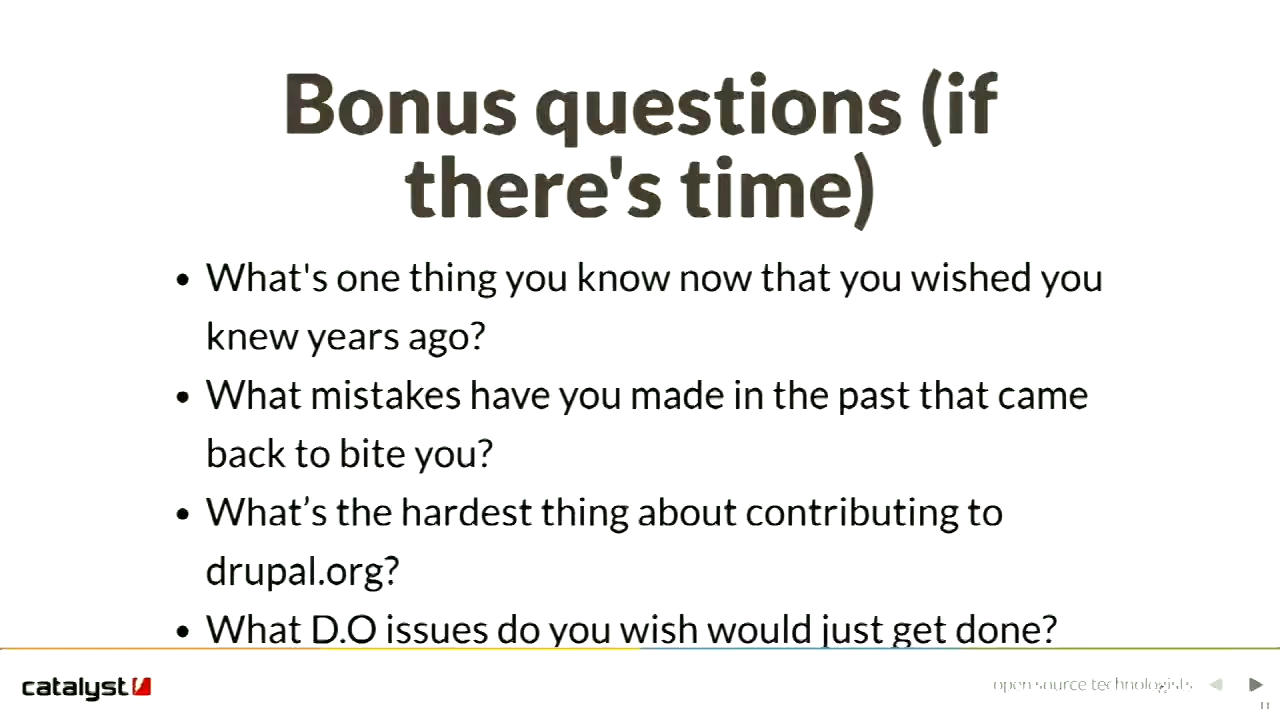 Bonus questions (if
there's time)
• What's one thing you know now that you wished you
knew years ago?
• What mistakes have you made in the past that came
back to bite you?
• What’s the hardest thing about contributing to
drupal.org?
• What D.O issues do you wish would just get done?
catalyst
open source technologists
11